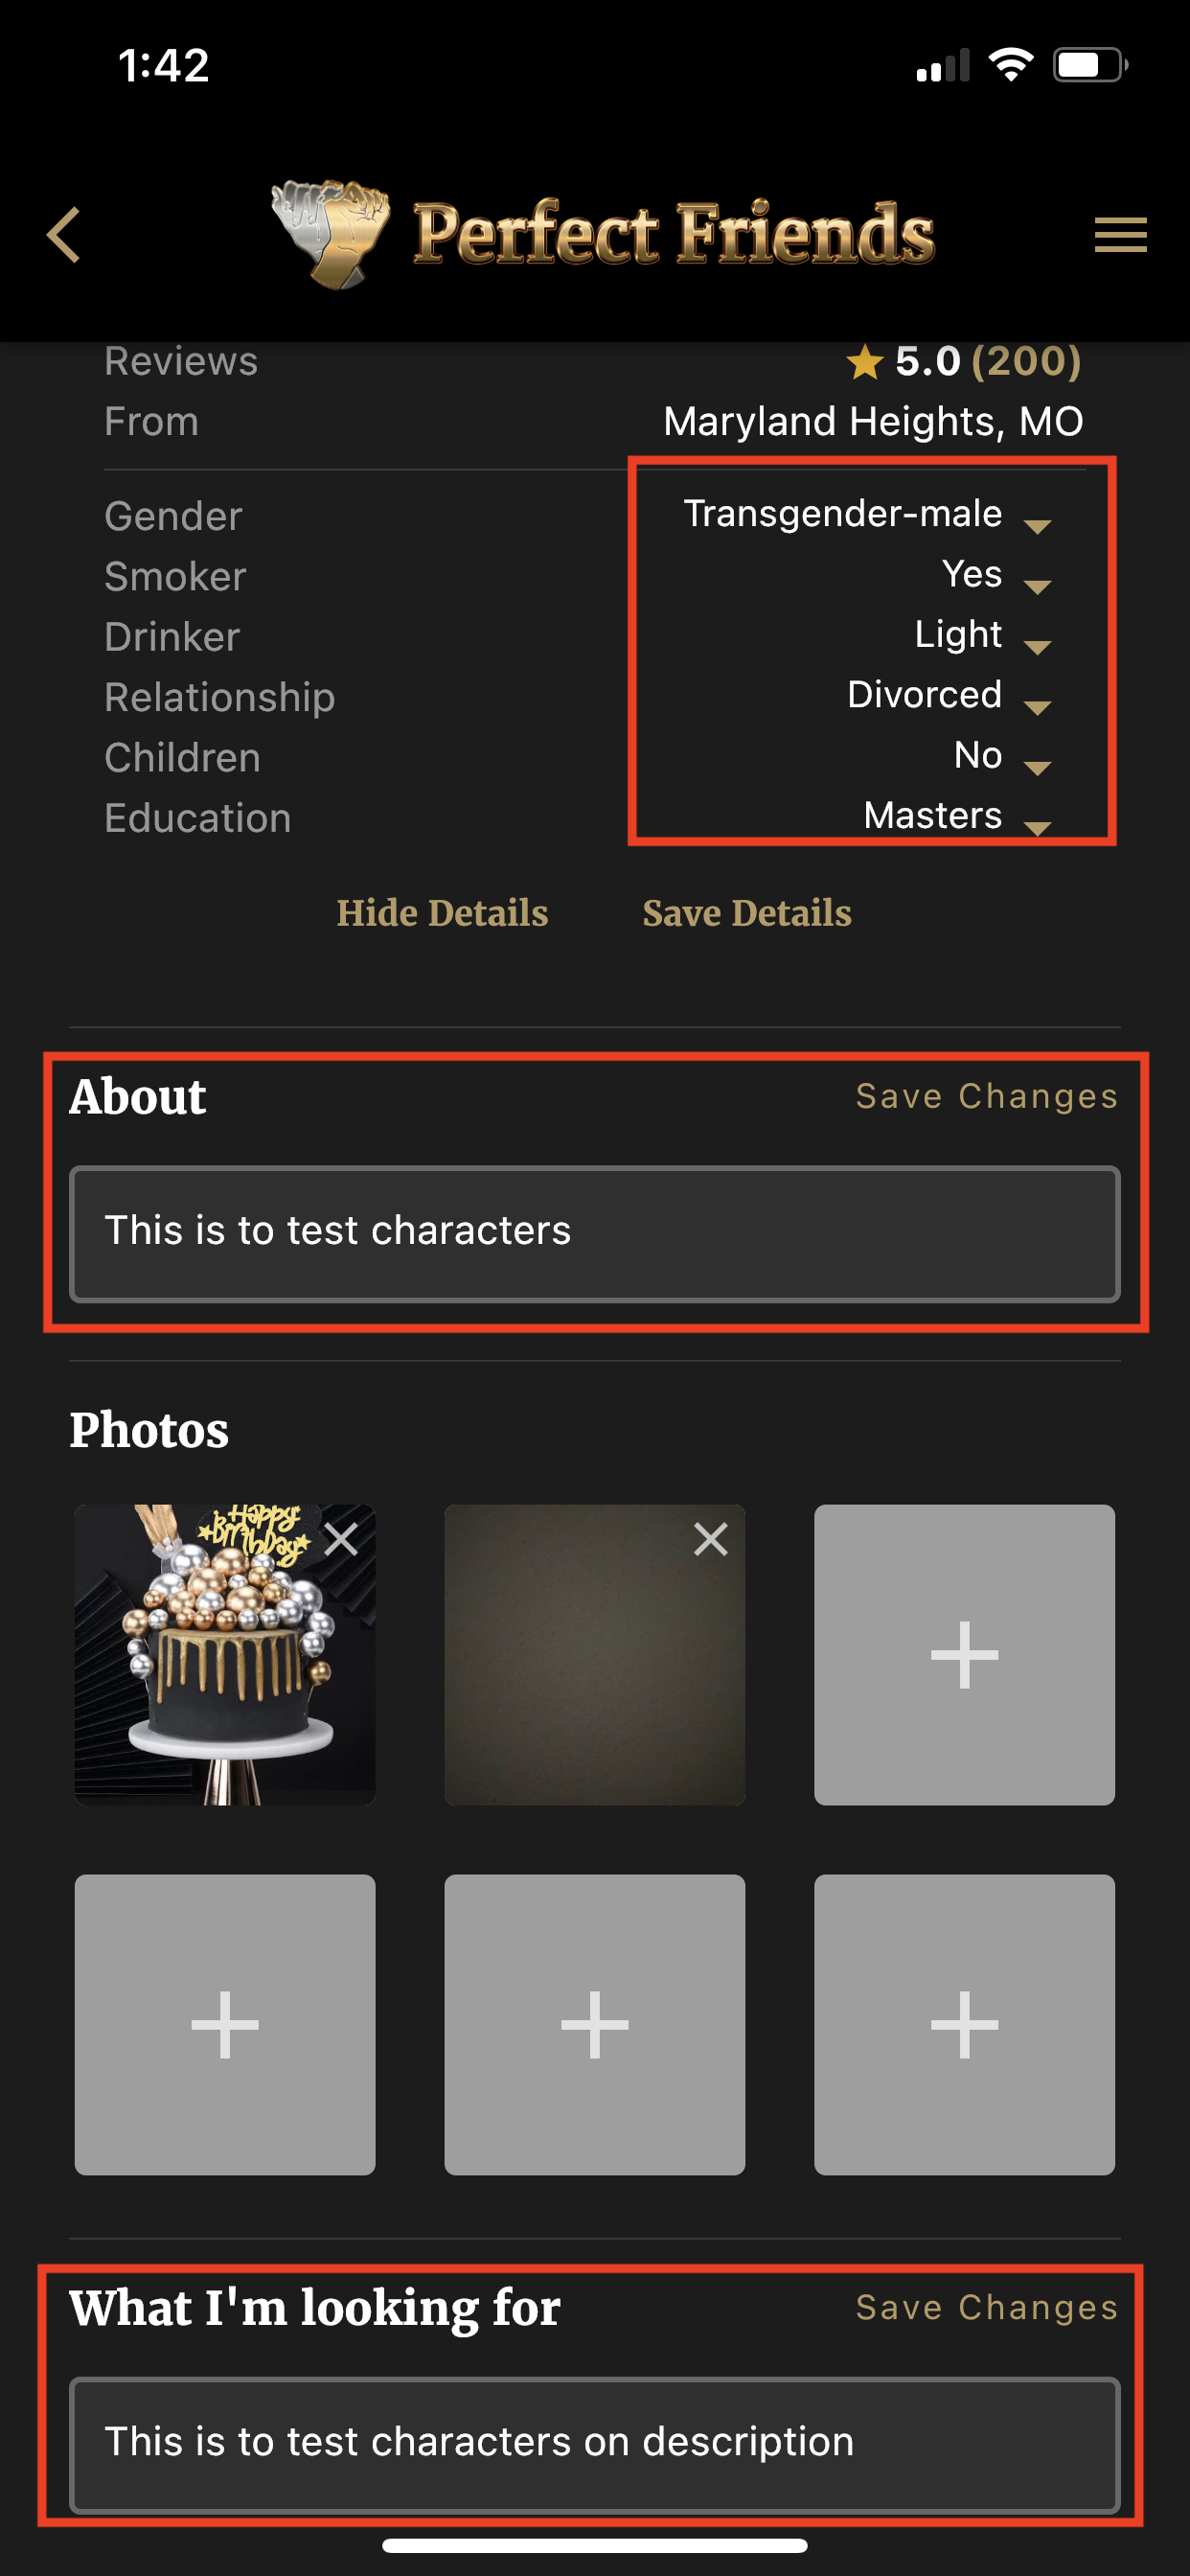 1:42
Perfect Friends
Reviews 5.0 (200)
From Maryland Heights, MO
Gender Transgender-male
Smoker Yes
Drinker Light
Relationship Divorced
Children No
Education Masters
Hide Details Save Details
About Save Changes
This is to test characters
Photos
Happy
Birthday
What I'm looking for Save Changes
This is to test characters on description